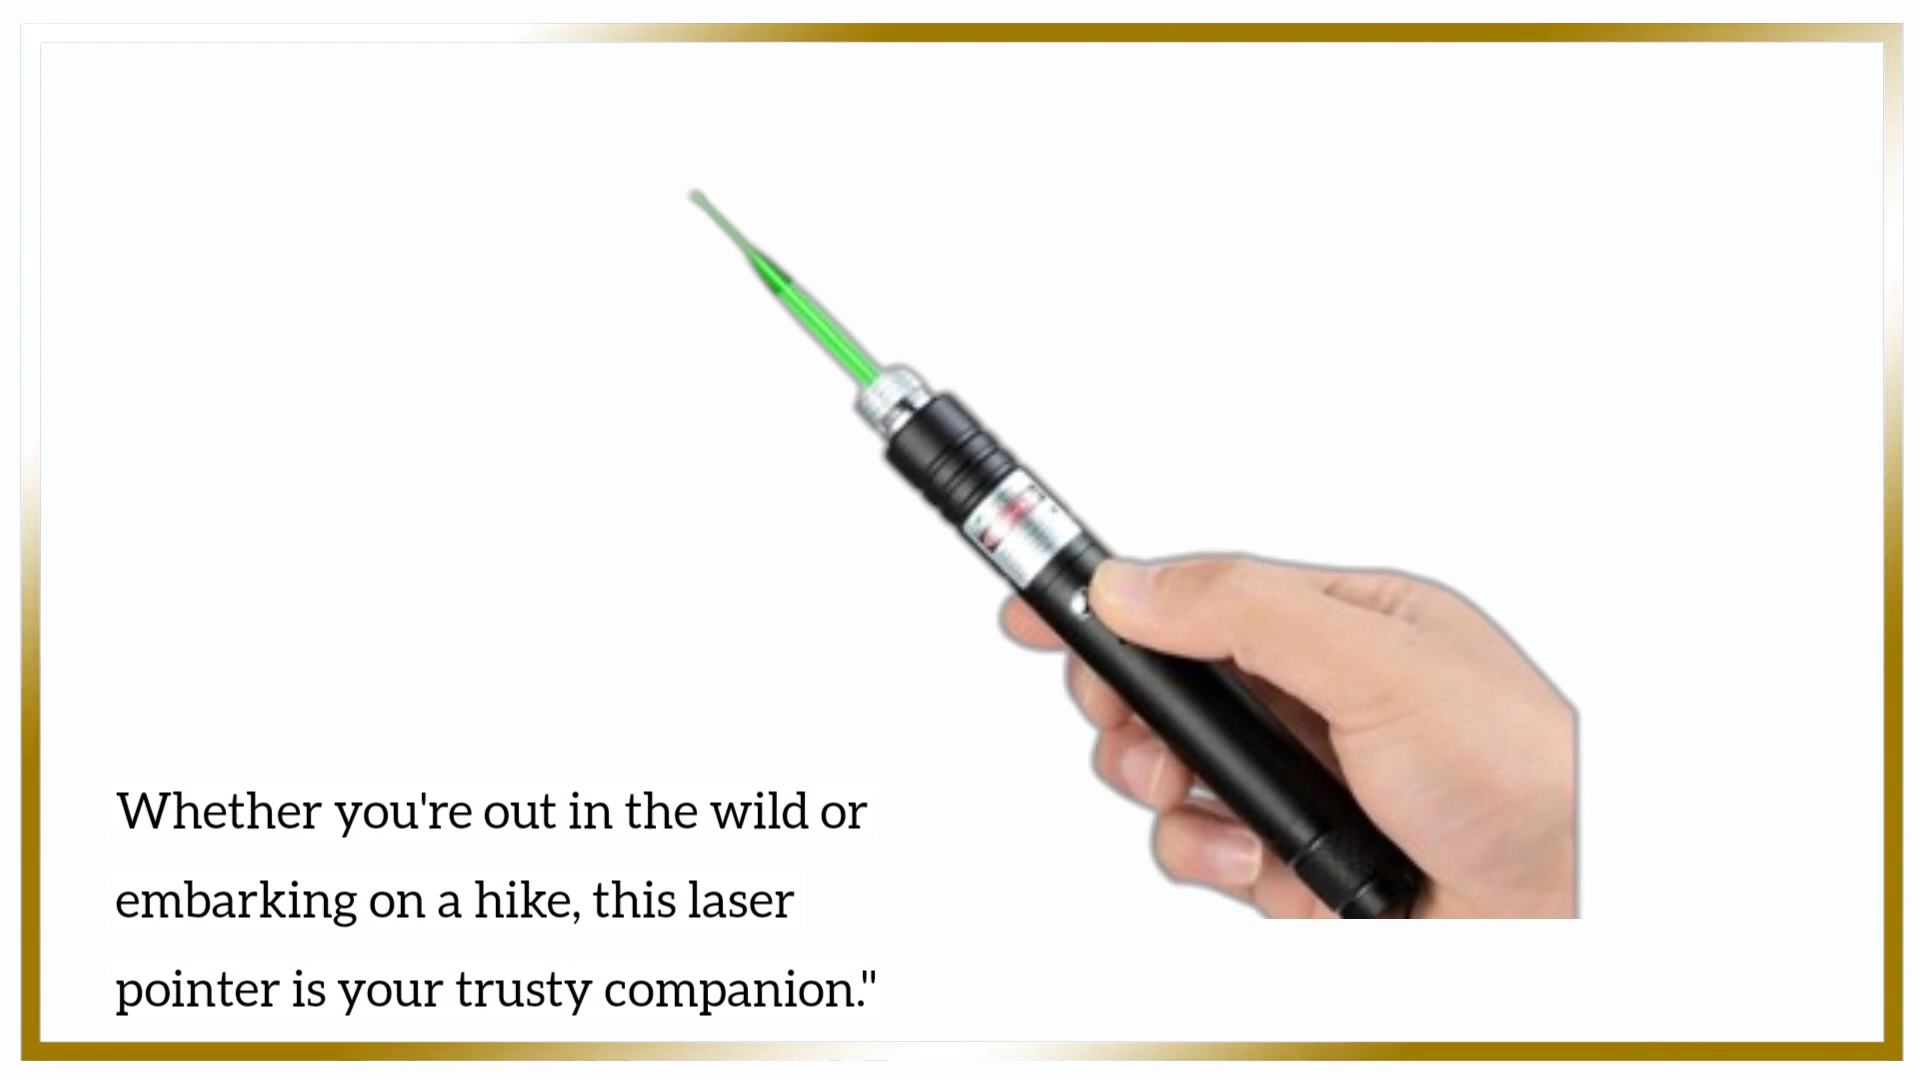 Whether you're out in the wild or
embarking on a hike, this laser
pointer is your trusty companion."